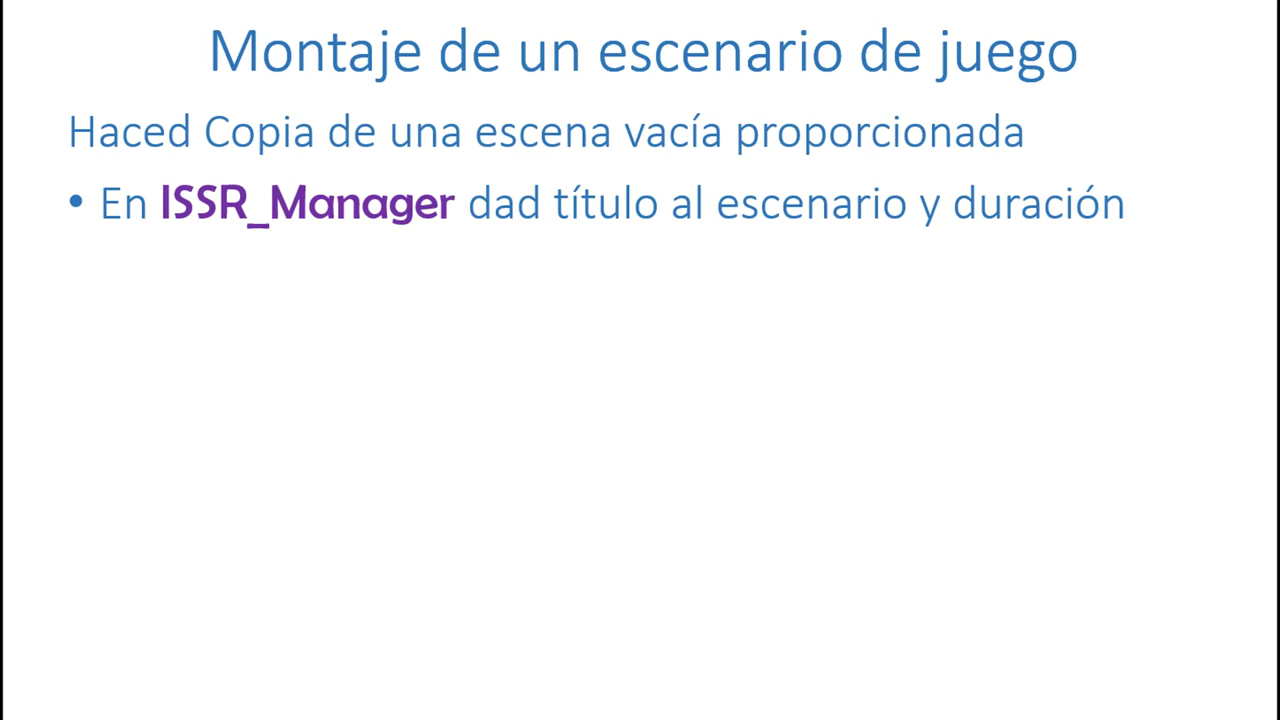 Montaje de un escenario de juego
Haced Copia de una escena vacía proporcionada
• En ISSR_Manager dad título al escenario y duración